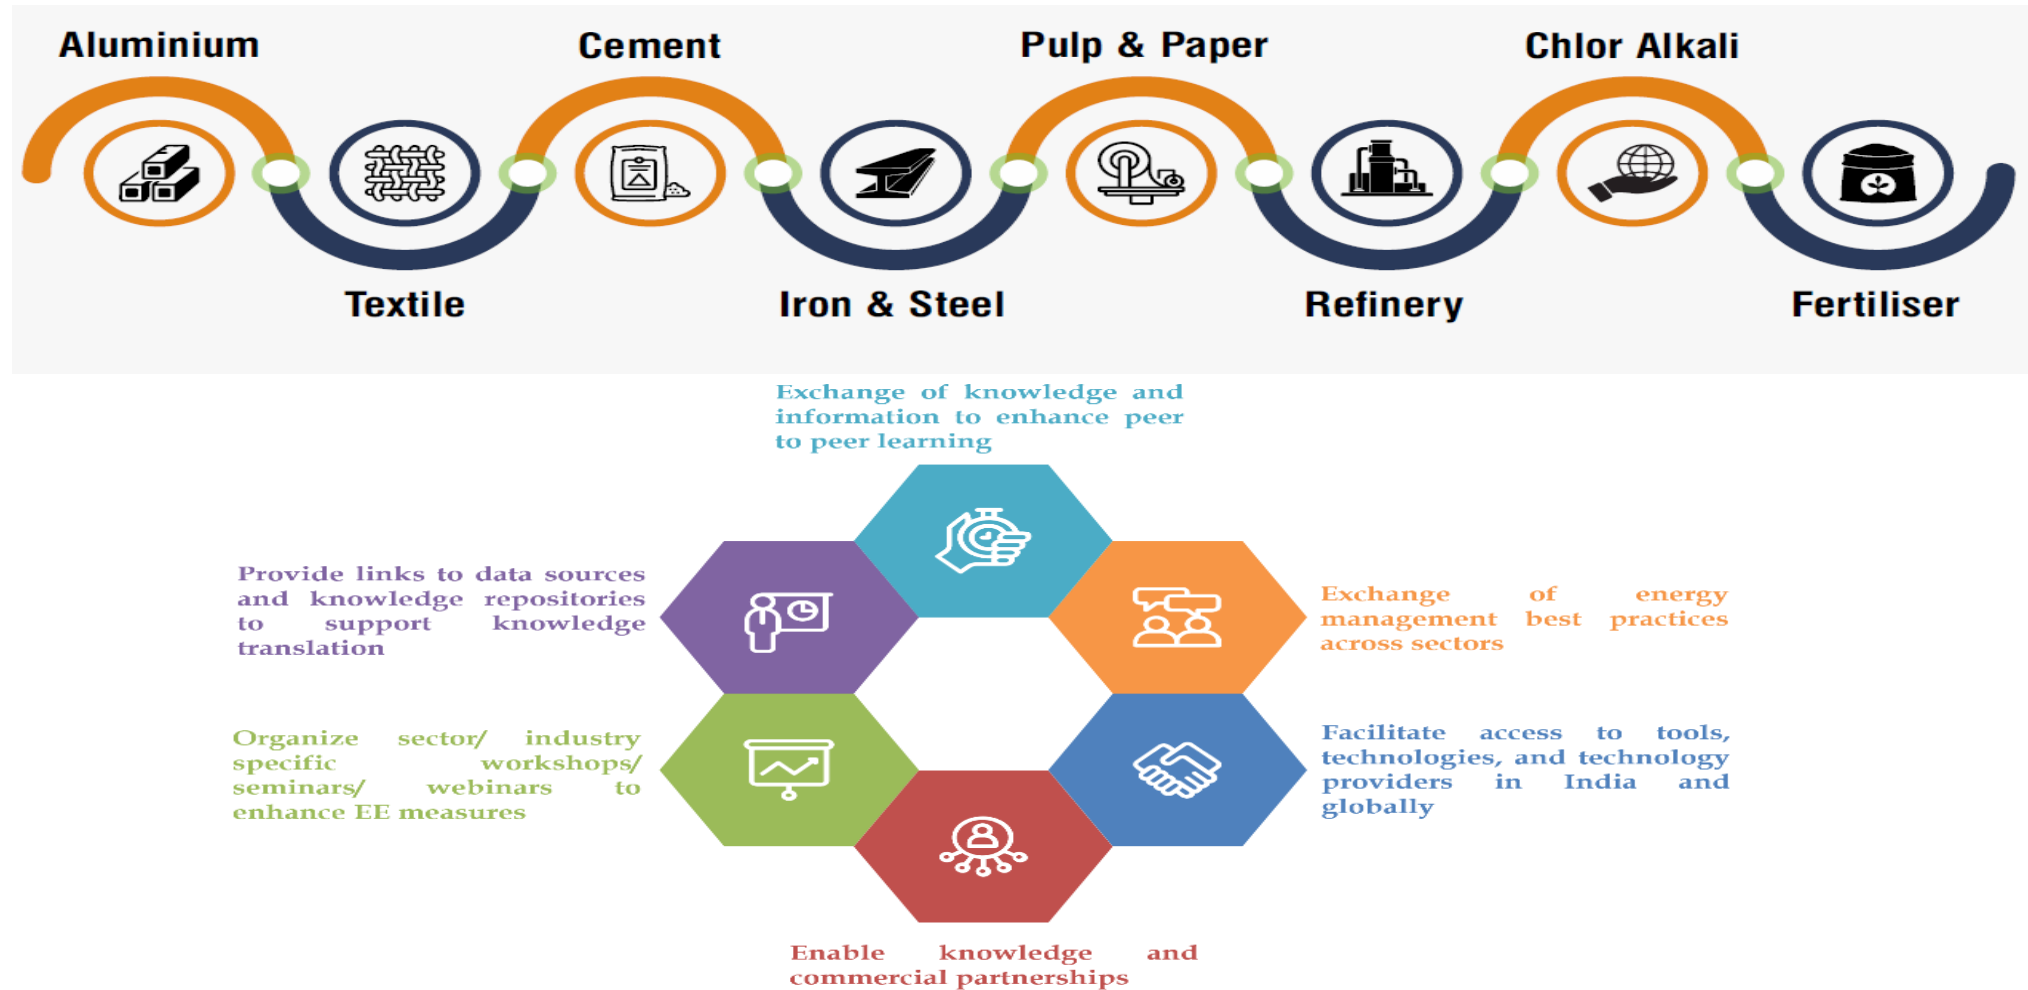 Aluminium
Cement
Pulp & Paper
Chlor Alkali
Textile
Iron & Steel
Refinery
Fertiliser
Exchange of knowledge and
information to enhance peer
to peer learning
Provide links to data sources
and knowledge repositories
to support knowledge
translation
Exchange of energy
management best practices
across sectors
Organize sector/ industry
specific workshops/
seminars/ webinars to
enhance EE measures
Facilitate access to tools,
technologies, and technology
providers in India and
globally
Enable knowledge and
commercial partnerships